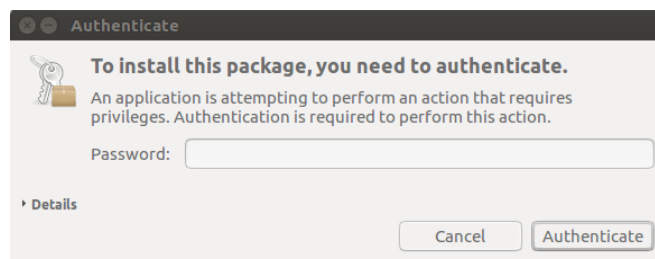 Authenticate
To install this package, you need to authenticate.
An application is attempting to perform an action that requires
privileges. Authentication is required to perform this action.
Password:
Details
Cancel Authenticate